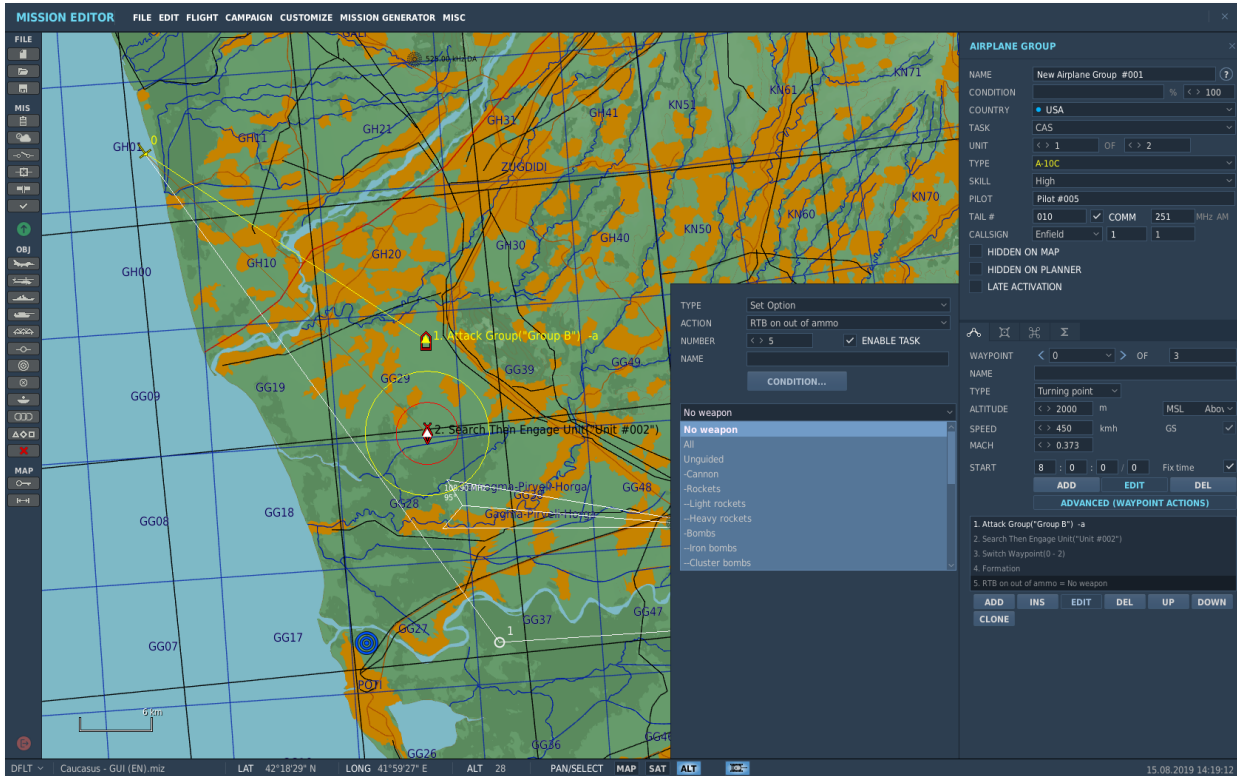 MISSION EDITOR FILE EDIT FLIGHT CAMPAIGN CUSTOMIZE MISSION GENERATOR MISC
FILE
MIS
OBJ
MAP
GALI
525.00 kHz DA
KN71
KN61
KN51
GH41
GH31
GH21
GH11
GH01
0
ZUGDIDI
KN70
KN60
KN50
GH40
GH30
GH20
GH10
GH00
1. Attack Group("Group B") -a
GG49
GG39
GG29
GG19
GG09
2. Search Then Engage Unit("Unit #002")
95°
GG48
GG38
GG28
GG18
GG08
2
GG47
GG37
GG27
GG17
GG07
1
POTI
6 km
GG46
GG36
GG26
TYPE Set Option
ACTION RTB on out of ammo
NUMBER < > 5 ENABLE TASK
NAME
CONDITION...
No weapon
No weapon
All
Unguided
-Cannon
-Rockets
--Light rockets
--Heavy rockets
-Bombs
--Iron bombs
--Cluster bombs
AIRPLANE GROUP
NAME New Airplane Group #001 ?
CONDITION % < > 100
COUNTRY USA
TASK CAS
UNIT < > 1 OF < > 2
TYPE A-10C
SKILL High
PILOT Pilot #005
TAIL # 010 COMM 251 MHz AM
CALLSIGN Enfield 1 1
HIDDEN ON MAP
HIDDEN ON PLANNER
LATE ACTIVATION
WAYPOINT < 0 > OF 3
NAME
TYPE Turning point
ALTITUDE < > 2000 m MSL Abov
SPEED < > 450 kmh GS
MACH < > 0.373
START 8 : 0 : 0 / 0 Fix time
ADD EDIT DEL
ADVANCED (WAYPOINT ACTIONS)
1. Attack Group("Group B") -a
2. Search Then Engage Unit("Unit #002")
3. Switch Waypoint(0 - 2)
4. Formation
5. RTB on out of ammo = No weapon
ADD INS EDIT DEL UP DOWN
CLONE
DFLT Caucasus - GUI (EN).miz LAT 42°18'29" N LONG 41°59'27" E ALT 28 PAN/SELECT MAP SAT ALT 15.08.2019 14:19:12